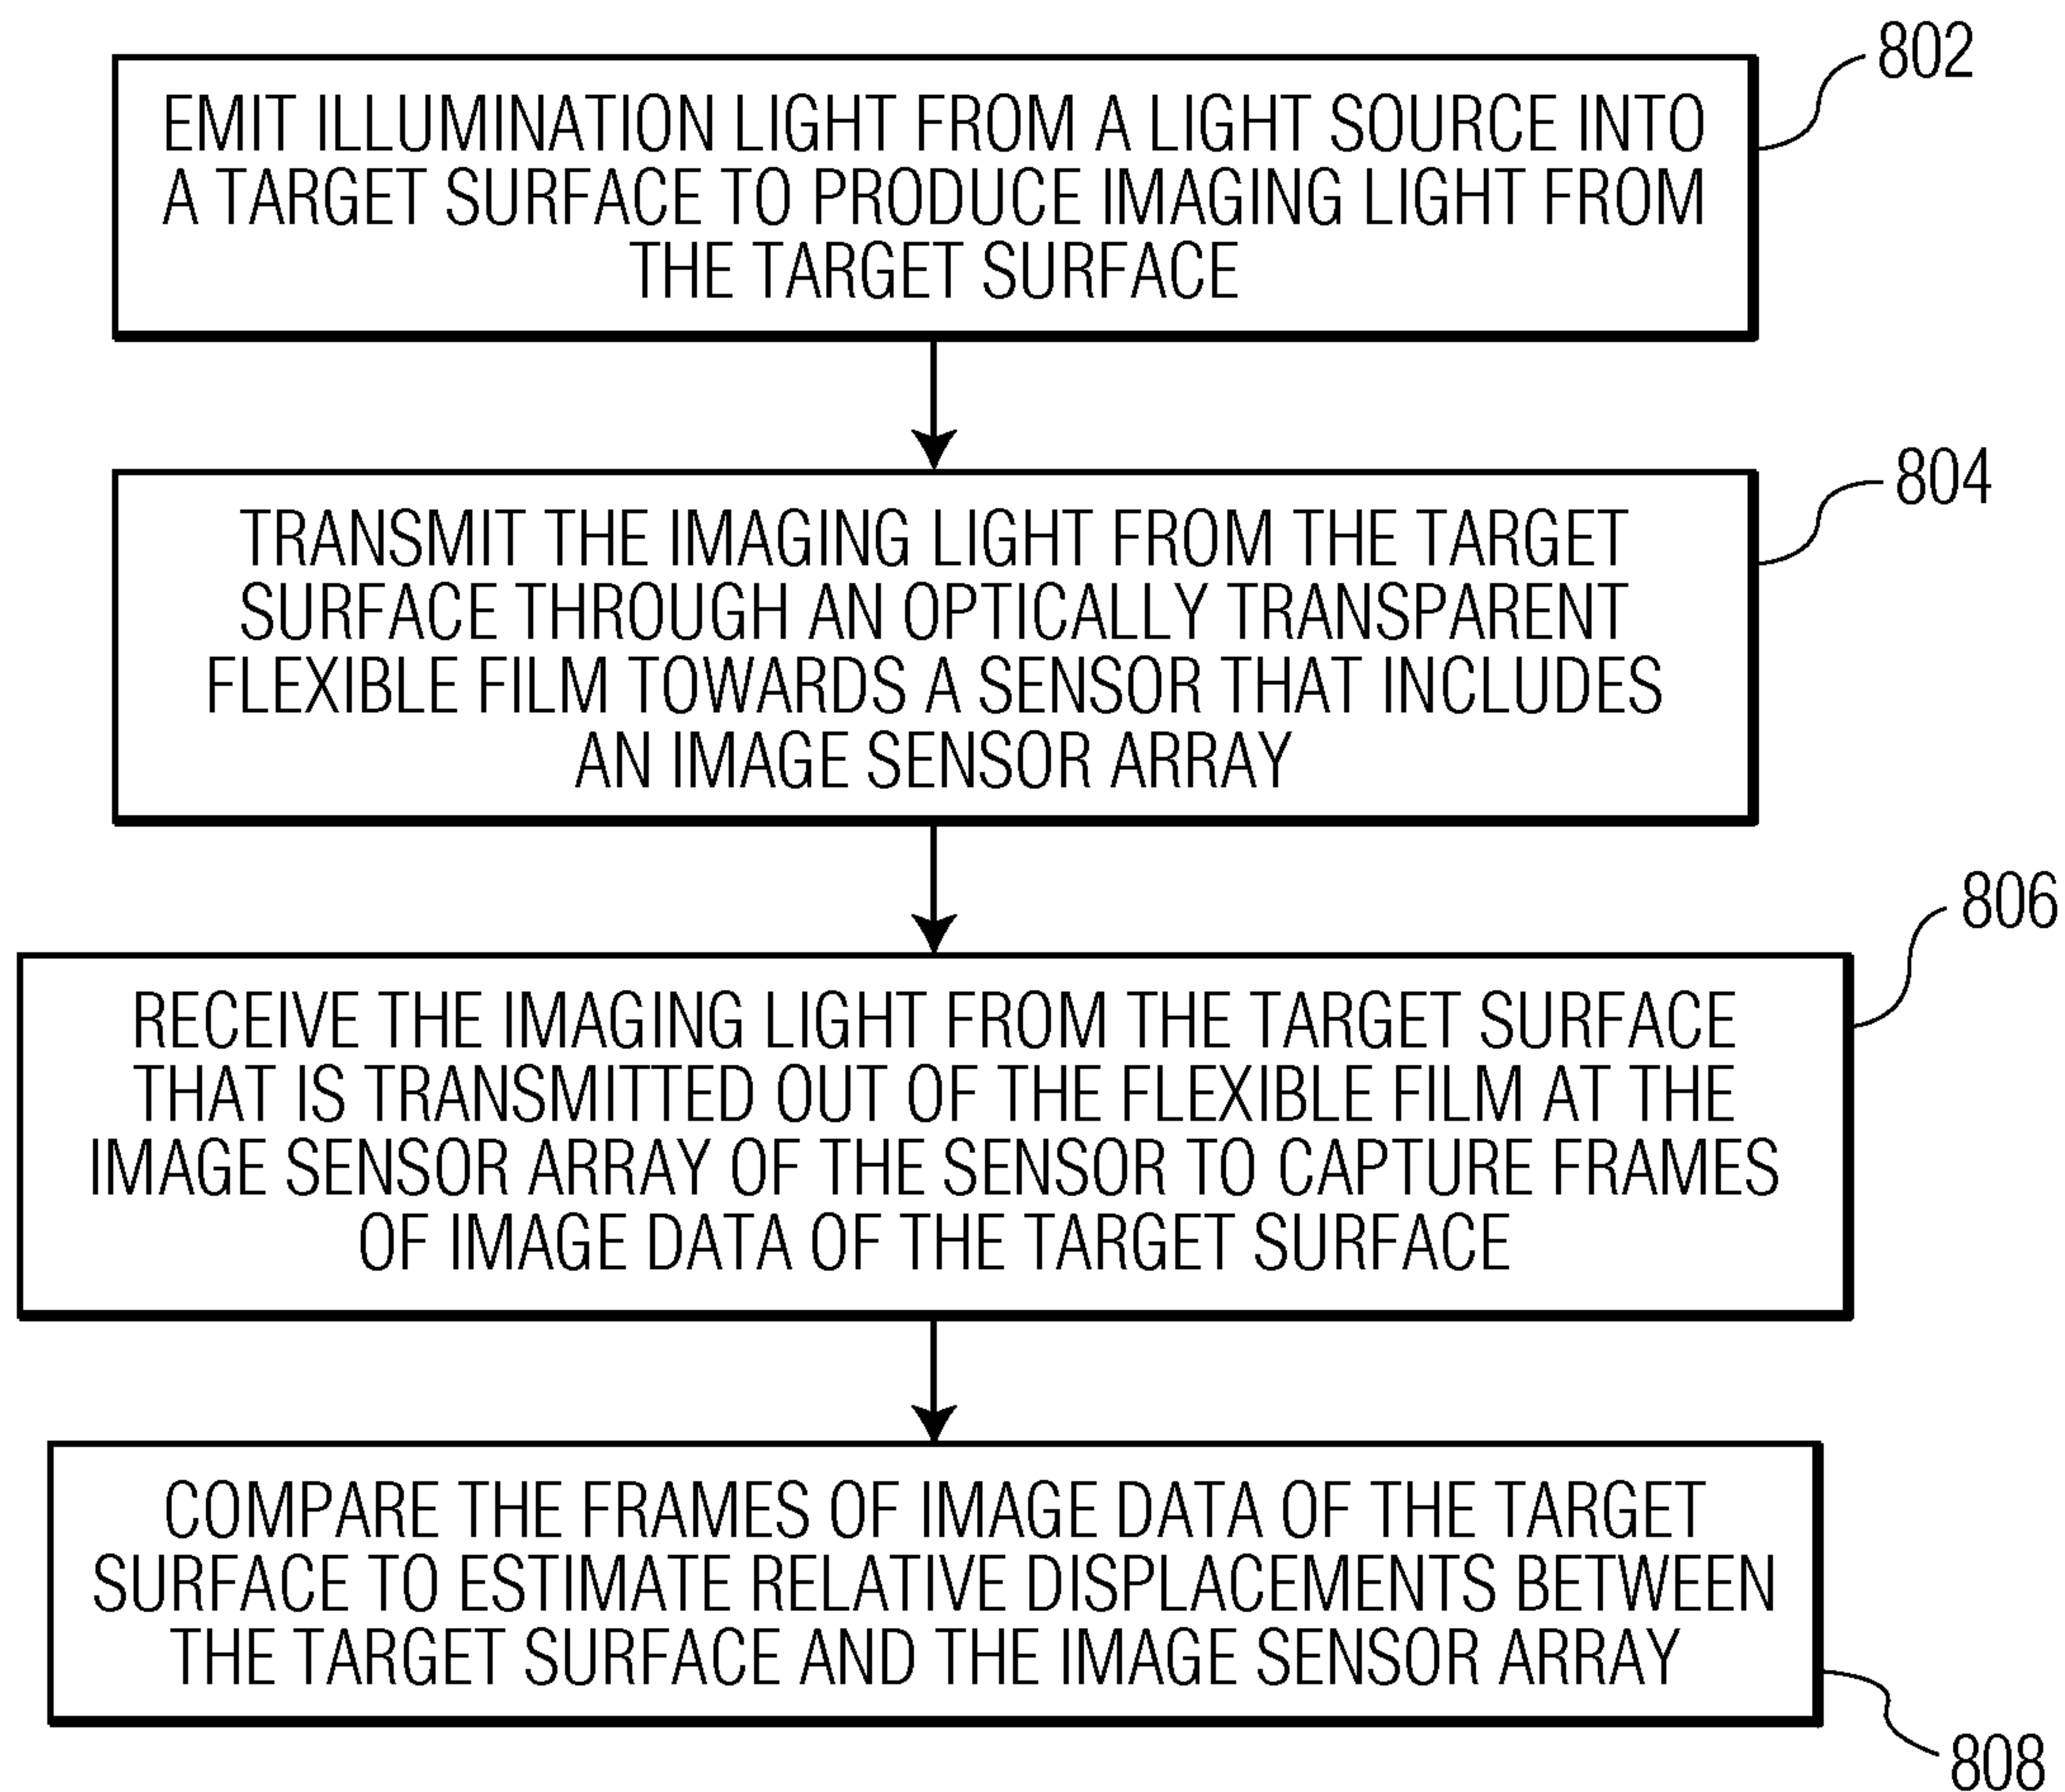 802
EMIT ILLUMINATION LIGHT FROM A LIGHT SOURCE INTO
A TARGET SURFACE TO PRODUCE IMAGING LIGHT FROM
THE TARGET SURFACE
804
TRANSMIT THE IMAGING LIGHT FROM THE TARGET
SURFACE THROUGH AN OPTICALLY TRANSPARENT
FLEXIBLE FILM TOWARDS A SENSOR THAT INCLUDES
AN IMAGE SENSOR ARRAY
806
RECEIVE THE IMAGING LIGHT FROM THE TARGET SURFACE
THAT IS TRANSMITTED OUT OF THE FLEXIBLE FILM AT THE
IMAGE SENSOR ARRAY OF THE SENSOR TO CAPTURE FRAMES
OF IMAGE DATA OF THE TARGET SURFACE
COMPARE THE FRAMES OF IMAGE DATA OF THE TARGET
SURFACE TO ESTIMATE RELATIVE DISPLACEMENTS BETWEEN
THE TARGET SURFACE AND THE IMAGE SENSOR ARRAY
808